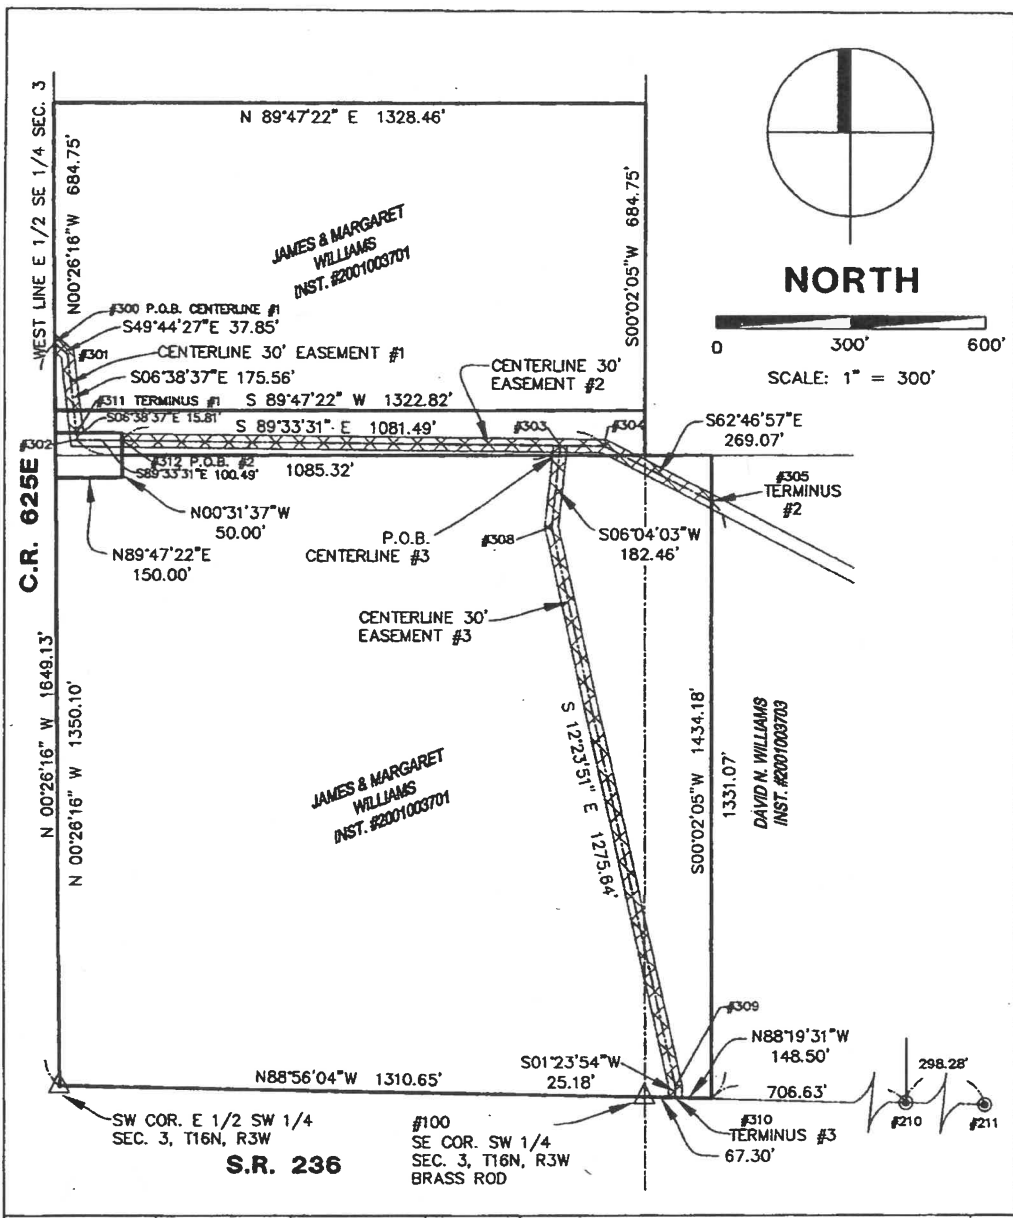 N 89°47'22" E 1328.46'
WEST LINE E 1/2 SE 1/4 SEC. 3
N00°26'16"W 684.75'
S00°02'05"W 684.75'
JAMES & MARGARET
WILLIAMS
INST. #2001003701
NORTH
0 300' 600'
SCALE: 1" = 300'
#300 P.O.B. CENTERLINE #1
S49°44'27"E 37.85'
#301
CENTERLINE 30' EASEMENT #1
S06°38'37"E 175.56'
CENTERLINE 30'
EASEMENT #2
#311 TERMINUS #1
S 89°47'22" W 1322.82'
S06°38'37"E 15.81'
S 89°33'31" E 1081.49'
#303
#304
S62°46'57"E
269.07'
#302
#312 P.O.B. #2
S89°33'31"E 100.49'
1085.32'
#305
TERMINUS
#2
C.R. 625E
N00°31'37"W
50.00'
N89°47'22"E
150.00'
P.O.B.
CENTERLINE #3
#308
S06°04'03"W
182.46'
CENTERLINE 30'
EASEMENT #3
N 00°26'16" W 1649.13'
N 00°26'16" W 1350.10'
S 12°23'51" E 1275.64'
S00°02'05"W 1434.18'
1331.07'
DAVID N. WILLIAMS
INST. #2001003703
JAMES & MARGARET
WILLIAMS
INST. #2001003701
#309
N88°19'31"W
148.50'
S01°23'54"W
25.18'
N88°56'04"W 1310.65'
706.63'
298.28'
#210
#211
SW COR. E 1/2 SW 1/4
SEC. 3, T16N, R3W
#100
SE COR. SW 1/4
SEC. 3, T16N, R3W
BRASS ROD
#310
TERMINUS #3
67.30'
S.R. 236